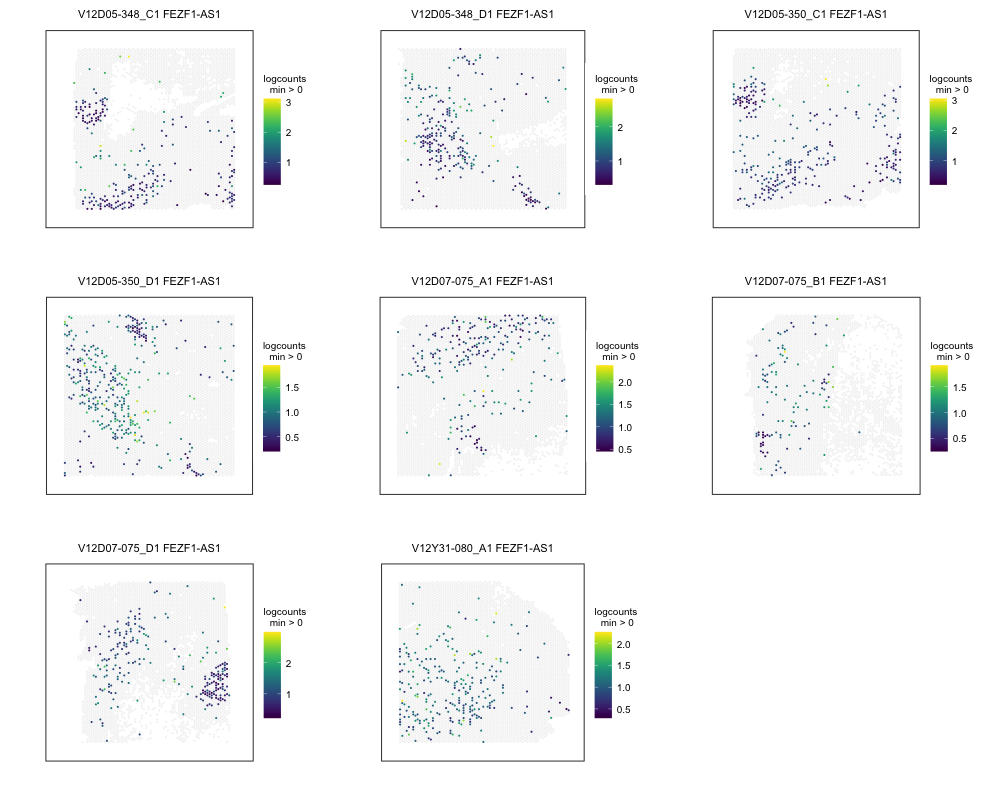 V12D05-348_C1 FEZF1-AS1
logcounts
min > 0
3
2
1
V12D05-348_D1 FEZF1-AS1
logcounts
min > 0
2
1
V12D05-350_C1 FEZF1-AS1
logcounts
min > 0
3
2
1
V12D05-350_D1 FEZF1-AS1
logcounts
min > 0
1.5
1.0
0.5
V12D07-075_A1 FEZF1-AS1
logcounts
min > 0
2.0
1.5
1.0
0.5
V12D07-075_B1 FEZF1-AS1
logcounts
min > 0
1.5
1.0
0.5
V12D07-075_D1 FEZF1-AS1
logcounts
min > 0
2
1
V12Y31-080_A1 FEZF1-AS1
logcounts
min > 0
2.0
1.5
1.0
0.5